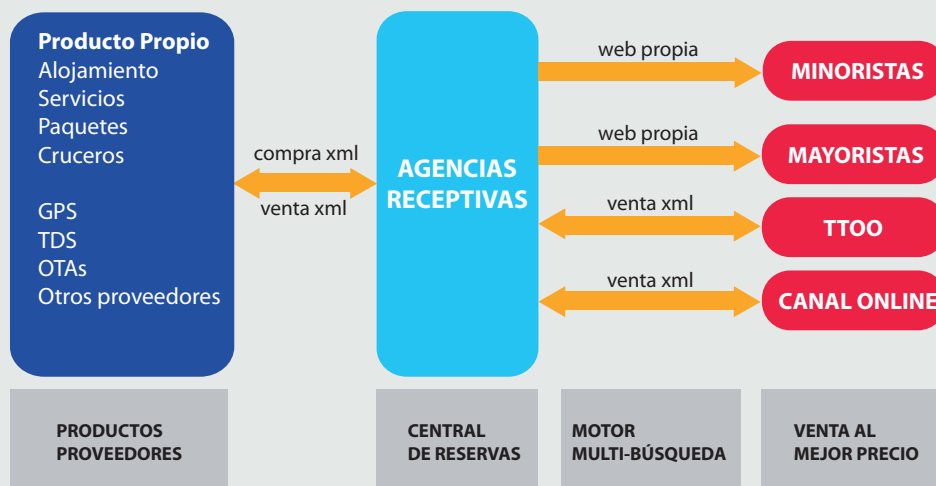 Producto Propio
Alojamiento
Servicios
Paquetes
Cruceros
GPS
TDS
OTAs
Otros proveedores
compra xml
venta xml
AGENCIAS
RECEPTIVAS
web propia
MINORISTAS
web propia
MAYORISTAS
venta xml
TTOO
venta xml
CANAL ONLINE
PRODUCTOS
PROVEEDORES
CENTRAL
DE RESERVAS
MOTOR
MULTI-BÚSQUEDA
VENTA AL
MEJOR PRECIO